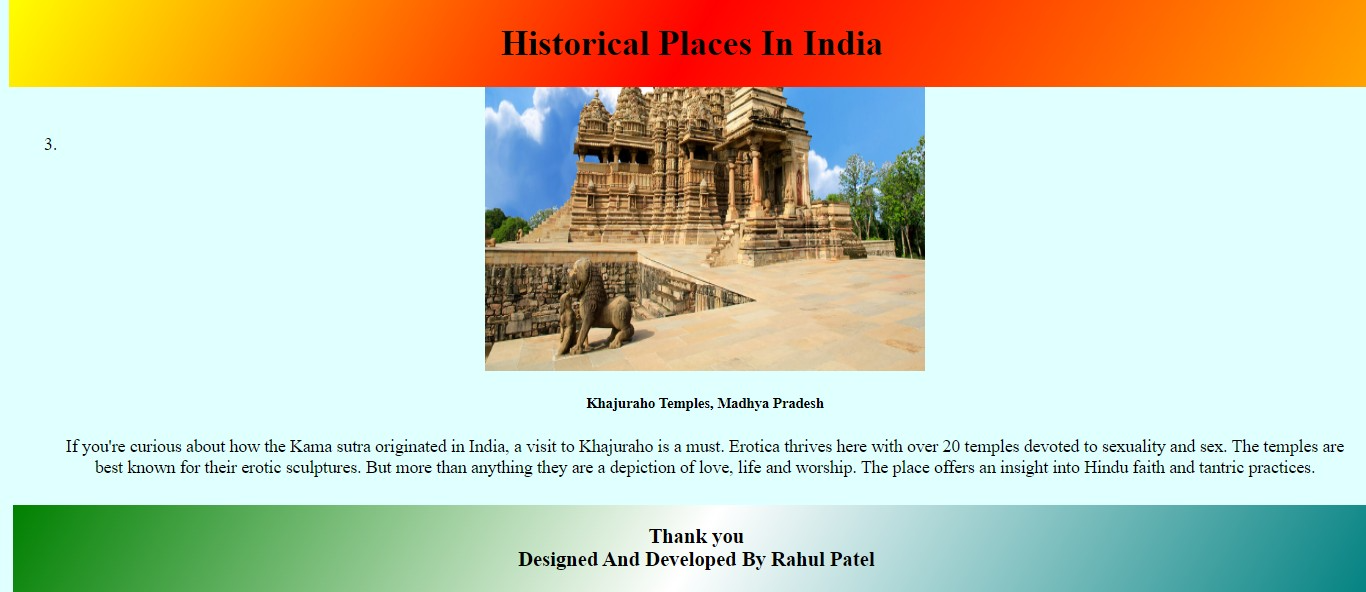 Historical Places In India
3.
Khajuraho Temples, Madhya Pradesh
If you're curious about how the Kama sutra originated in India, a visit to Khajuraho is a must. Erotica thrives here with over 20 temples devoted to sexuality and sex. The temples are
best known for their erotic sculptures. But more than anything they are a depiction of love, life and worship. The place offers an insight into Hindu faith and tantric practices.
Thank you
Designed And Developed By Rahul Patel